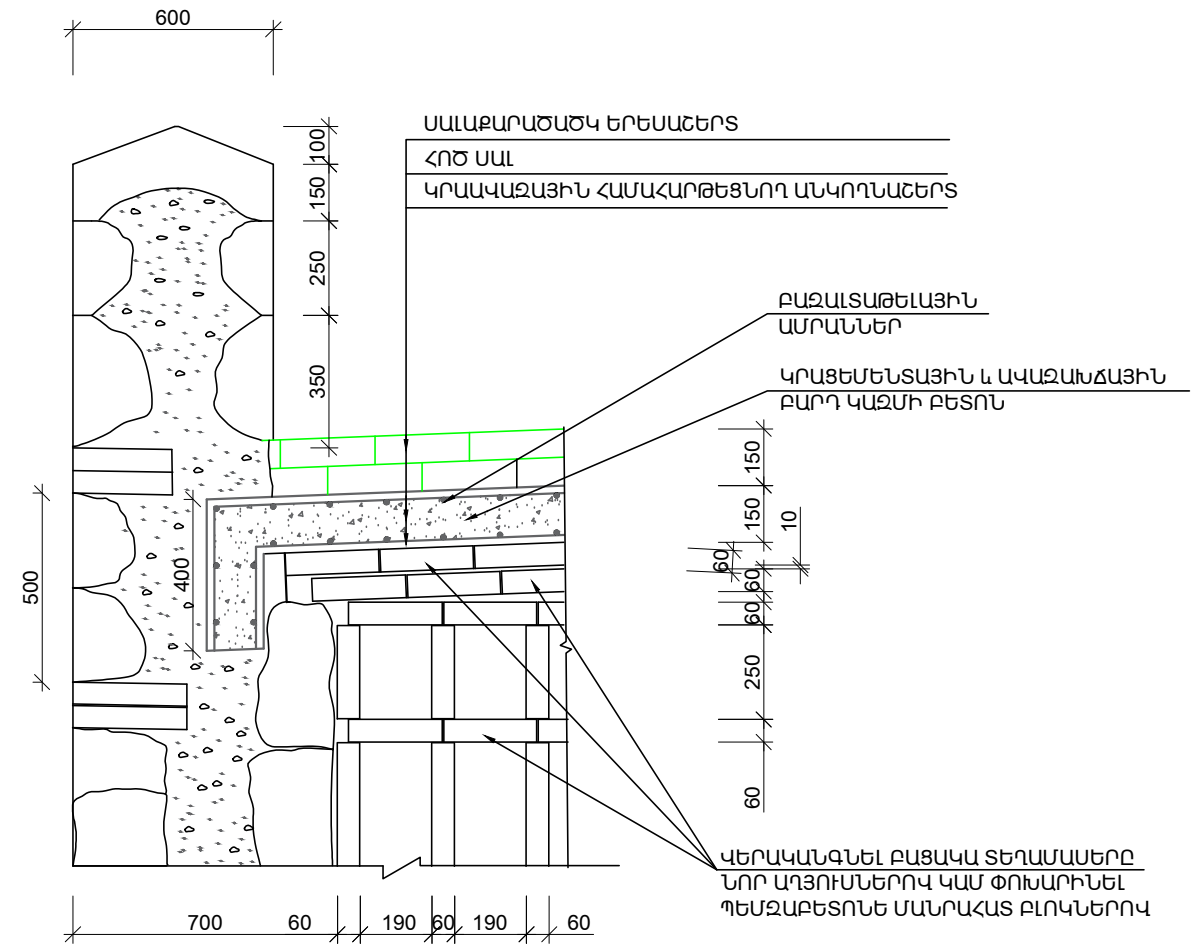 600
ՍԱԼԱՔԱՐԱԾԱԾԿ ԵՐԵՍԱՇԵՐՏ
ՀՈԾ ՍԱԼ
ԿՐԱԱՎԱԶԱՅԻՆ ՀԱՄԱՀԱՐԹԵՑՆՈՂ ԱՆԿՈՂՆԱՇԵՐՏ
100
150
250
350
ԲԱԶԱԼՏԱԹԵԼԱՅԻՆ
ԱՄՐԱՆՆԵՐ
ԿՐԱՑԵՄԵՆՏԱՅԻՆ և ԱՎԱԶԱԽՃԱՅԻՆ
ԲԱՐԴ ԿԱԶՄԻ ԲԵՏՈՆ
150
150
10
60
60
60
250
60
500
400
ՎԵՐԱԿԱՆԳՆԵԼ ԲԱՑԱԿԱ ՏԵՂԱՄԱՍԵՐԸ
ՆՈՐ ԱՂՅՈՒՍՆԵՐՈՎ ԿԱՄ ՓՈԽԱՐԻՆԵԼ
ՊԵՄԶԱԲԵՏՈՆԵ ՄԱՆՐԱՀԱՏ ԲԼՈԿՆԵՐՈՎ
700 60 190 60 190 60